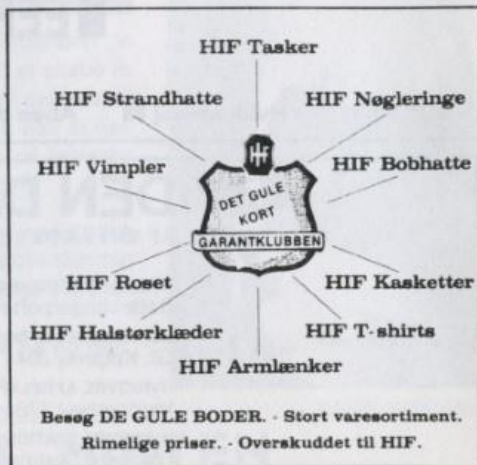 HIF Tasker
HIF Strandhatte
HIF Nøgleringe
HIF Vimpler
HIF Bobhatte
HIF
DET GULE
KORT
GARANTKLUBBEN
HIF Roset
HIF Kasketter
HIF Halstørklæder
HIF T-shirts
HIF Armlænker
Besøg DE GULE BODER. - Stort varesortiment.
Rimelige priser. - Overskuddet til HIF.